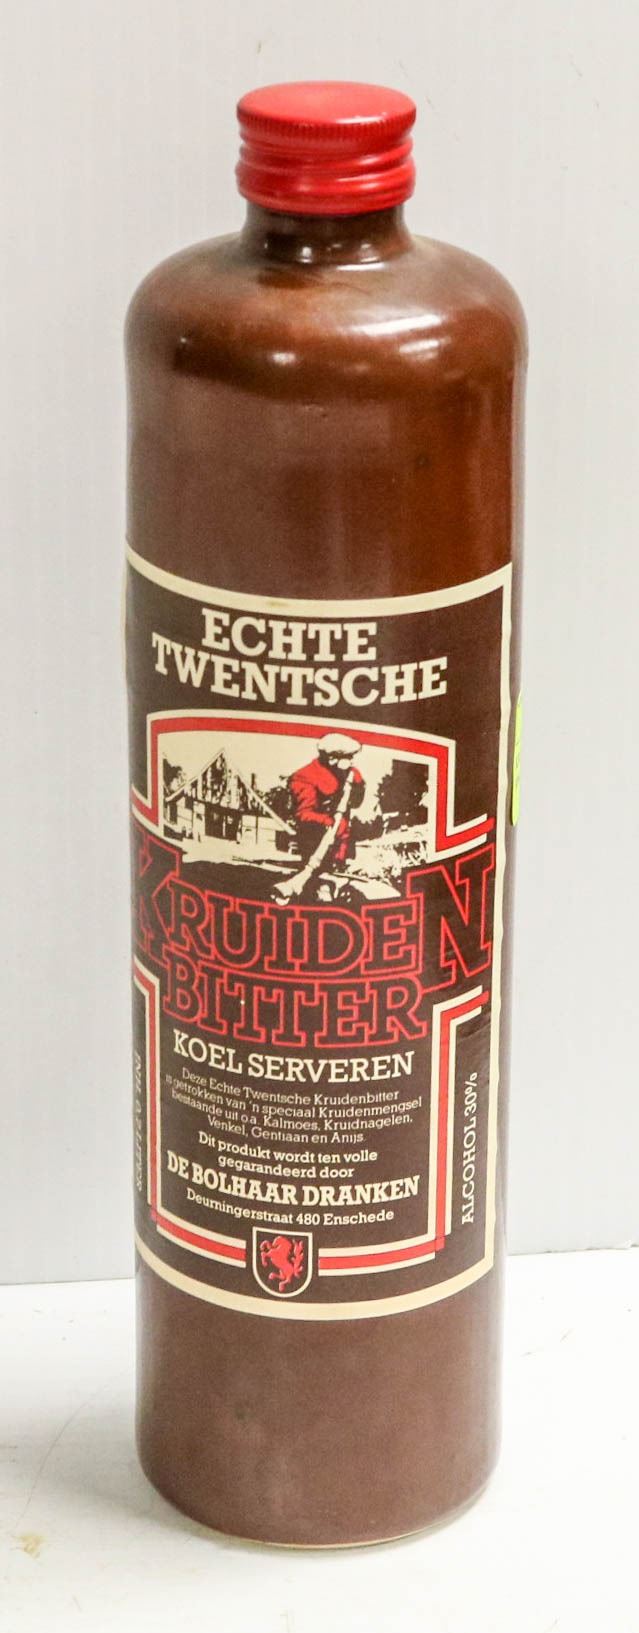 ECHTE
TWENTSCHE
KRUIDEN
BITTER
KOEL SERVEREN
Deze Echte Twentsche Kruidenbitter
is getrokken van 'n speciaal Kruidenmengsel
bestaande uit o.a. Kalmoes, Kruidnagelen,
Venkel, Gentiaan en Anijs.
Dit produkt wordt ten volle
gegarandeerd door
DE BOLHAAR DRANKEN
Deurningerstraat 480 Enschede
ALCOHOL 30%